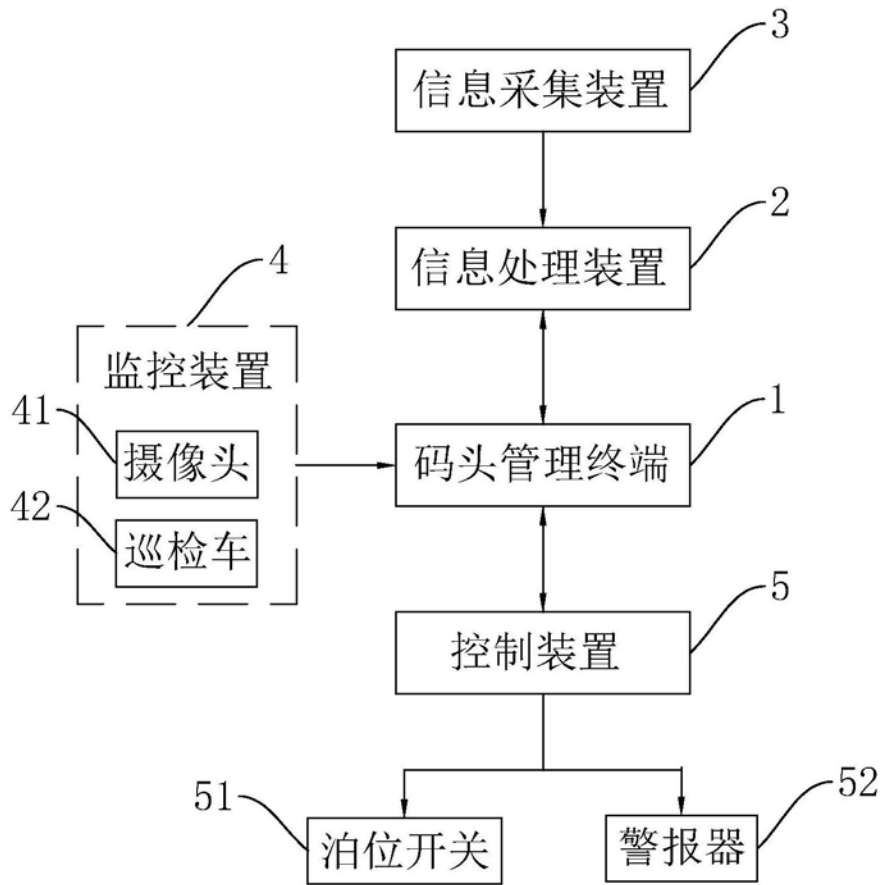 3
信息采集装置
2
信息处理装置
4
监控装置
41
摄像头
42
巡检车
1
码头管理终端
5
控制装置
51
泊位开关
52
警报器